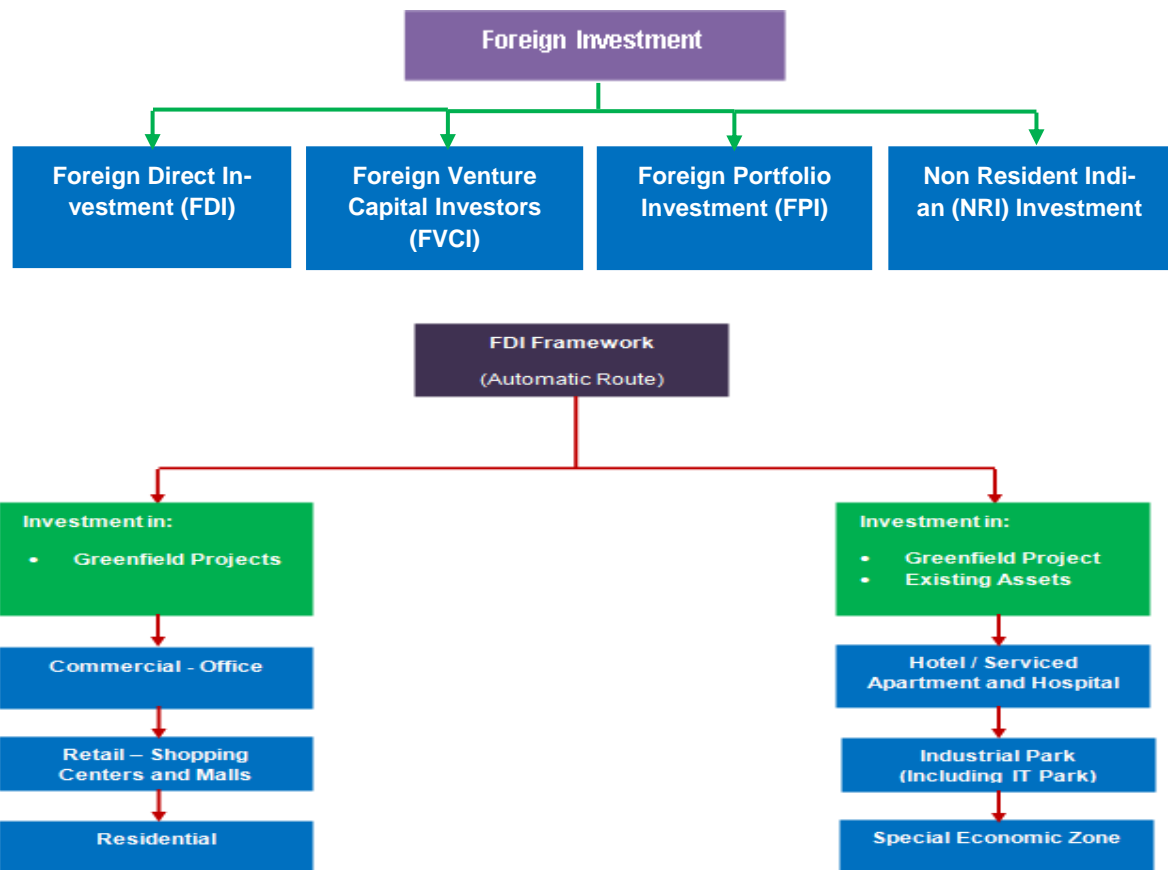 Foreign Investment
Foreign Direct In-
vestment (FDI)
Foreign Venture
Capital Investors
(FVCI)
Foreign Portfolio
Investment (FPI)
Non Resident Indi-
an (NRI) Investment
FDI Framework
(Automatic Route)
Investment in:
• Greenfield Projects
Commercial - Office
Retail – Shopping
Centers and Malls
Residential
Investment in:
• Greenfield Project
• Existing Assets
Hotel / Serviced
Apartment and Hospital
Industrial Park
(Including IT Park)
Special Economic Zone